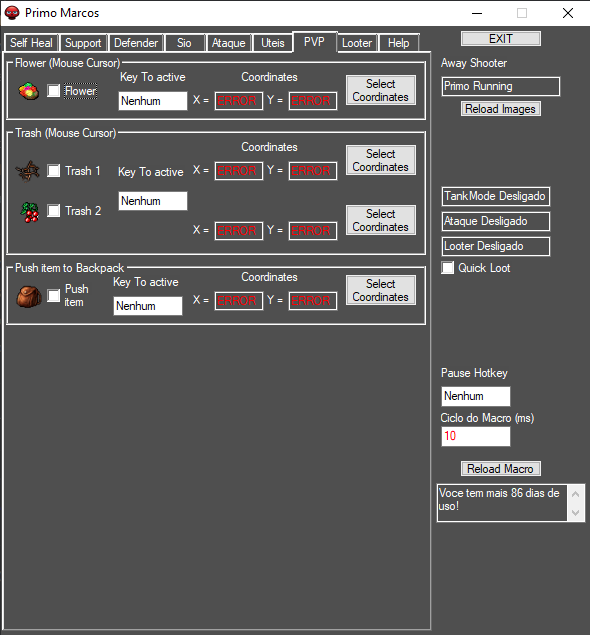 Primo Marcos
Self Heal Support Defender Sio Ataque Uteis PVP Looter Help
EXIT
Flower (Mouse Cursor)
Key To active
Coordinates
Flower
Nenhum
X = ERROR Y = ERROR
Select
Coordinates
Trash (Mouse Cursor)
Coordinates
Trash 1
Key To active
X = ERROR Y = ERROR
Select
Coordinates
Trash 2
Nenhum
X = ERROR Y = ERROR
Select
Coordinates
Push item to Backpack
Key To active
Coordinates
Push
item
Nenhum
X = ERROR Y = ERROR
Select
Coordinates
Away Shooter
Primo Running
Reload Images
TankMode Desligado
Ataque Desligado
Looter Desligado
Quick Loot
Pause Hotkey
Nenhum
Ciclo do Macro (ms)
10
Reload Macro
Voce tem mais 86 dias de
uso!